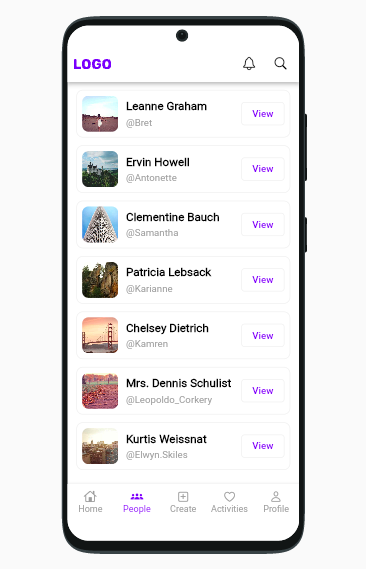 LOGO
Leanne Graham
@Bret
View
Ervin Howell
@Antonette
View
Clementine Bauch
@Samantha
View
Patricia Lebsack
@Karianne
View
Chelsey Dietrich
@Kamren
View
Mrs. Dennis Schulist
@Leopoldo_Corkery
View
Kurtis Weissnat
@Elwyn.Skiles
View
Home People Create Activities Profile